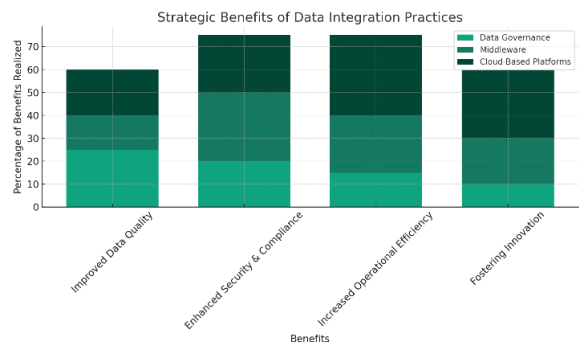 Strategic Benefits of Data Integration Practices
Percentage of Benefits Realized
70
60
50
40
30
20
10
0
Data Governance
Middleware
Cloud-Based Platforms
Improved Data Quality
Enhanced Security & Compliance
Increased Operational Efficiency
Fostering Innovation
Benefits